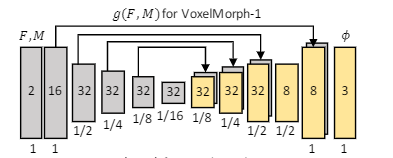 g(F, M) for VoxelMorph-1
F, M
ϕ
2 16 32 32 32 32 32 32 32 8 8 3
1 1 1/2 1/4 1/8 1/16 1/8 1/4 1/2 1/2 1 1